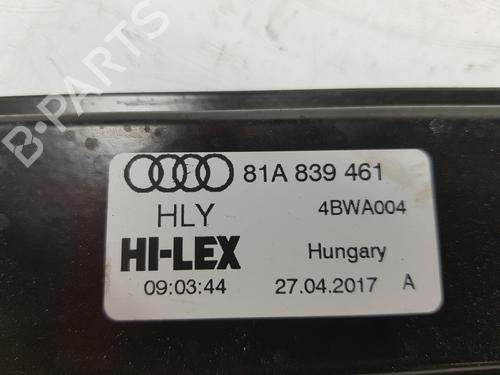 81A 839 461
HLY 4BWA004
HI-LEX Hungary
09:03:44 27.04.2017 A
B-PARTS